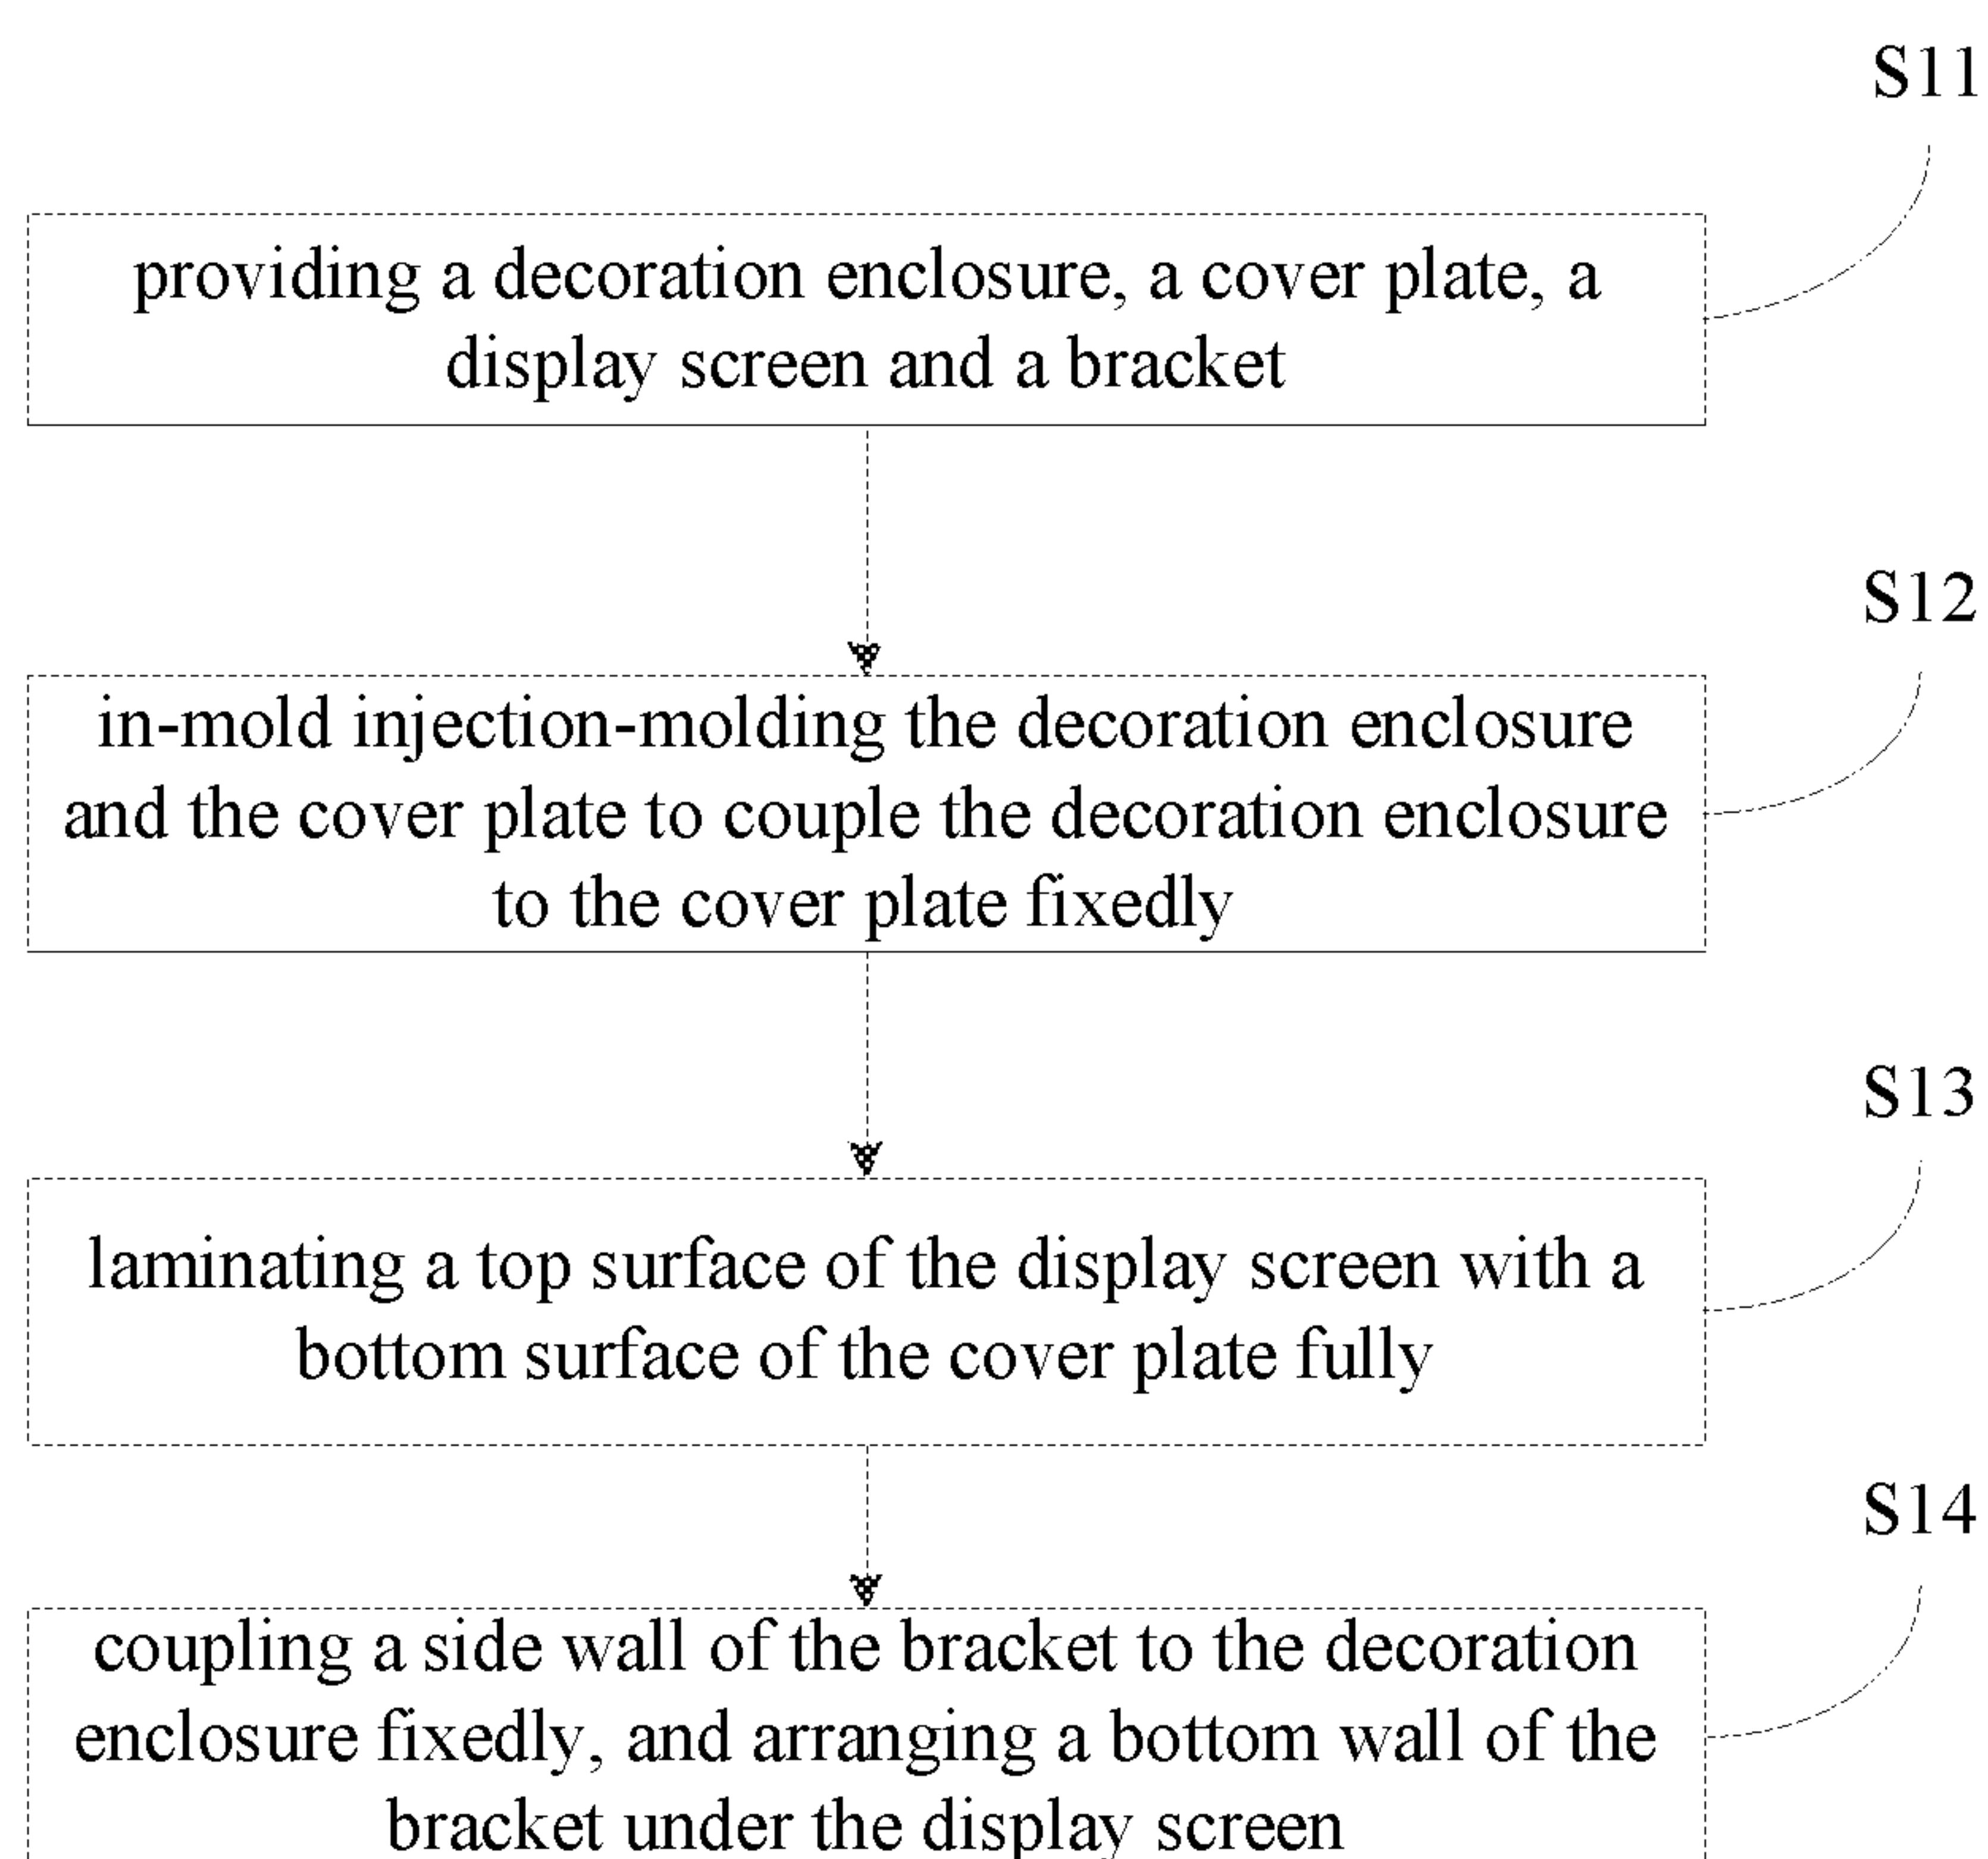 S11
providing a decoration enclosure, a cover plate, a
display screen and a bracket
S12
in-mold injection-molding the decoration enclosure
and the cover plate to couple the decoration enclosure
to the cover plate fixedly
S13
laminating a top surface of the display screen with a
bottom surface of the cover plate fully
S14
coupling a side wall of the bracket to the decoration
enclosure fixedly, and arranging a bottom wall of the
bracket under the display screen